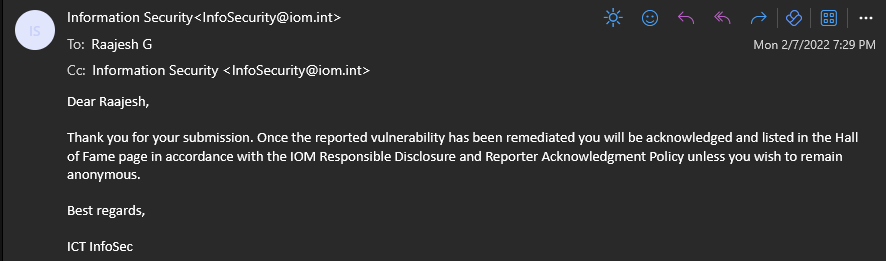 IS
Information Security<InfoSecurity@iom.int>
To: Raajesh G
Mon 2/7/2022 7:29 PM
Cc: Information Security <InfoSecurity@iom.int>
Dear Raajesh,
Thank you for your submission. Once the reported vulnerability has been remediated you will be acknowledged and listed in the Hall
of Fame page in accordance with the IOM Responsible Disclosure and Reporter Acknowledgment Policy unless you wish to remain
anonymous.
Best regards,
ICT InfoSec